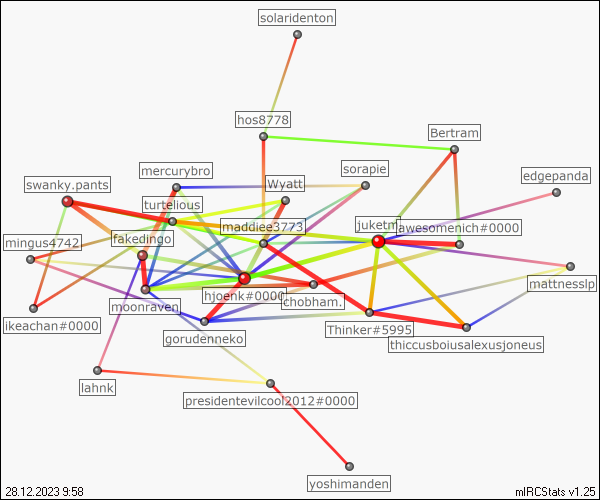 solaridenton
hos8778
Bertram
mercurybro
sorapie
edgepanda
swanky.pants
Wyatt
turtelious
maddiee3773
juketm
awesomenich#0000
mingus4742
fakedingo
mattnesslp
hjoenk#0000
chobham.
moonraven
ikeachan#0000
gorudenneko
Thinker#5995
thiccusboiusalexusjoneus
lahnk
presidentevilcool2012#0000
yoshimanden
28.12.2023 9:58
mIRCStats v1.25